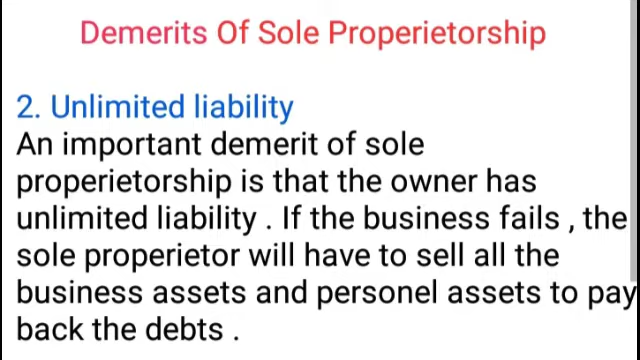 Demerits Of Sole Properietorship
2. Unlimited liability
An important demerit of sole
properietorship is that the owner has
unlimited liability . If the business fails , the
sole properietor will have to sell all the
business assets and personel assets to pay
back the debts .